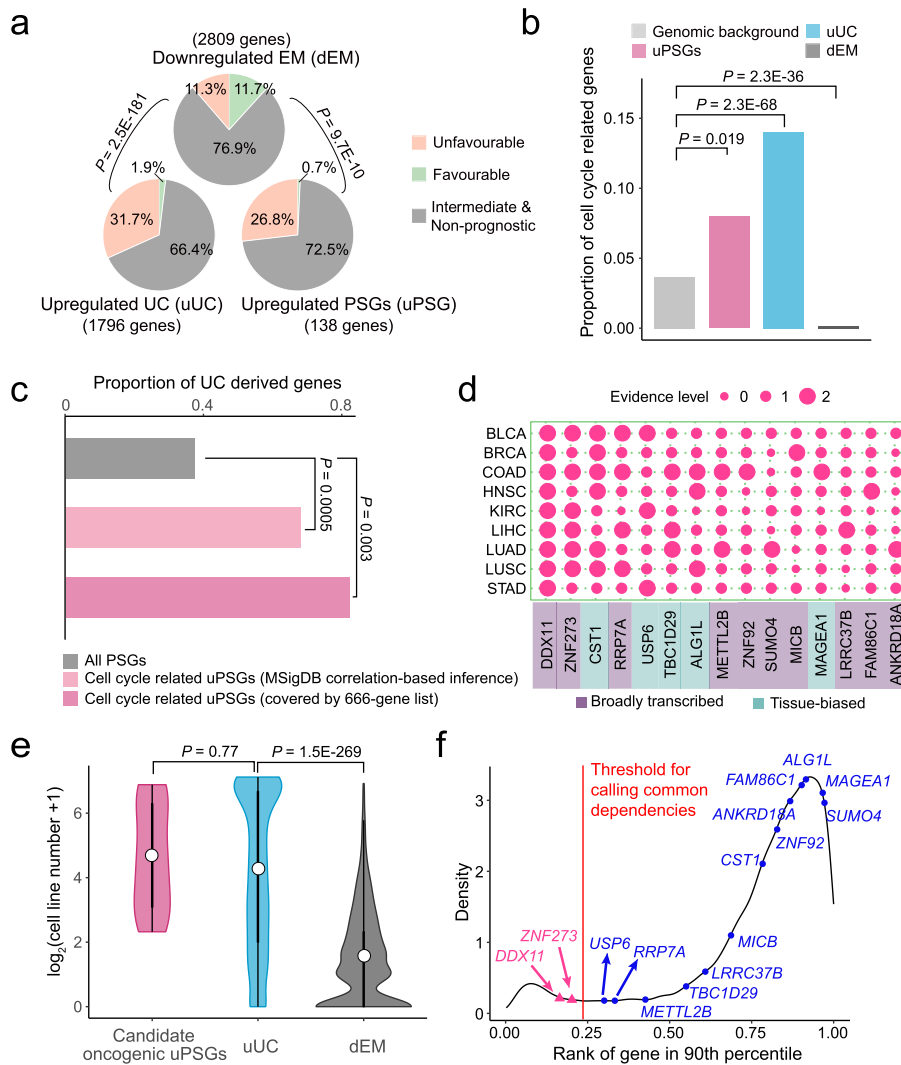 a
(2809 genes)
Downregulated EM (dEM)
11.3%
11.7%
76.9%
P = 2.5E-181
P = 9.7E-10
1.9%
31.7%
66.4%
0.7%
26.8%
72.5%
Upregulated UC (uUC)
(1796 genes)
Upregulated PSGs (uPSG)
(138 genes)
Unfavourable
Favourable
Intermediate &
Non-prognostic
b
Genomic background
uUC
uPSGs
dEM
P = 2.3E-36
P = 2.3E-68
P = 0.019
Proportion of cell cycle related genes
0.15
0.10
0.05
0.00
c
Proportion of UC derived genes
0
0.4
0.8
P = 0.0005
P = 0.003
All PSGs
Cell cycle related uPSGs (MSigDB correlation-based inference)
Cell cycle related uPSGs (covered by 666-gene list)
d
Evidence level
0
1
2
BLCA
BRCA
COAD
HNSC
KIRC
LIHC
LUAD
LUSC
STAD
DDX11
ZNF273
CST1
RRP7A
USP6
TBC1D29
ALG1L
METTL2B
ZNF92
SUMO4
MICB
MAGEA1
LRRC37B
FAM86C1
ANKRD18A
Broadly transcribed
Tissue-biased
e
P = 0.77
P = 1.5E-269
log2(cell line number +1)
6
4
2
0
Candidate
oncogenic uPSGs
uUC
dEM
f
Threshold for
calling common
dependencies
ALG1L
FAM86C1
MAGEA1
ANKRD18A
SUMO4
ZNF92
CST1
MICB
LRRC37B
TBC1D29
METTL2B
USP6
RRP7A
ZNF273
DDX11
Density
3
2
1
0
0.00
0.25
0.50
0.75
1.00
Rank of gene in 90th percentile